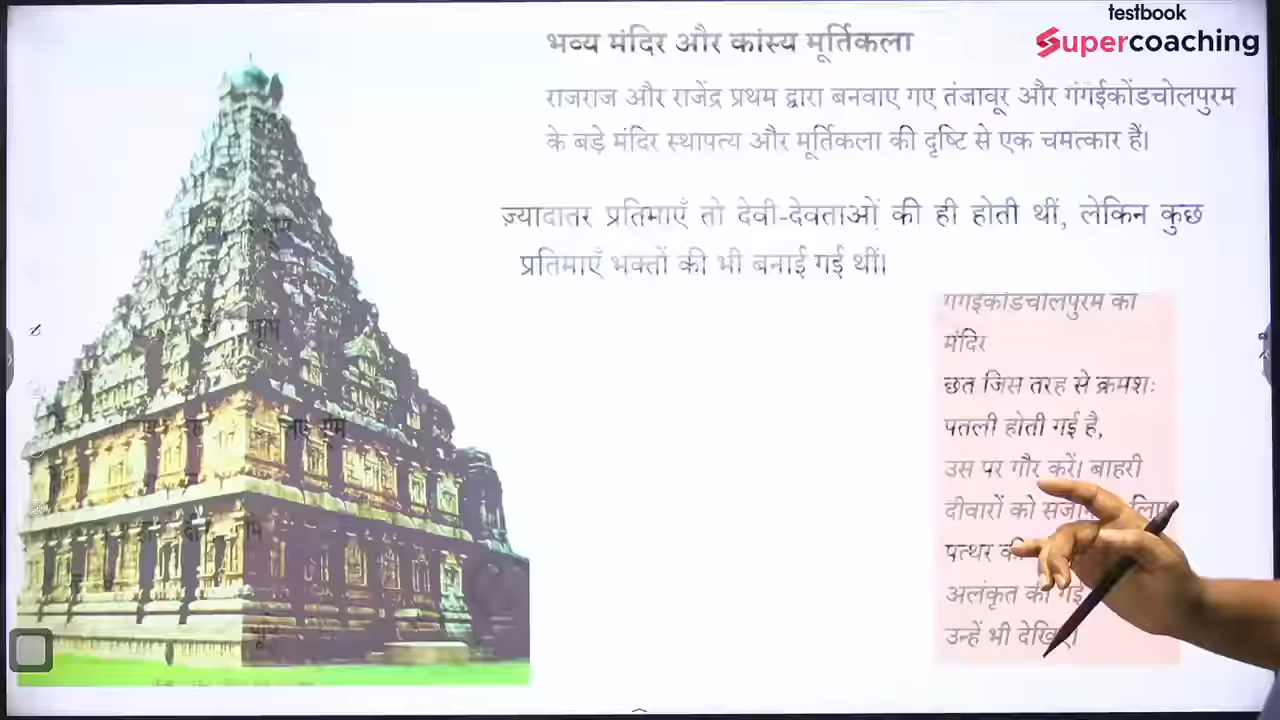 testbook
Supercoaching
भव्य मंदिर और कांस्य मूर्तिकला
राजराज और राजेंद्र प्रथम द्वारा बनवाए गए तंजावूर और गंगईकोंडचोलपुरम
के बड़े मंदिर स्थापत्य और मूर्तिकला की दृष्टि से एक चमत्कार हैं।
ज़्यादातर प्रतिमाएँ तो देवी-देवताओं की ही होती थीं, लेकिन कुछ
प्रतिमाएँ भक्तों की भी बनाई गई थीं।
गंगईकोंडचोलपुरम का
मंदिर
छत जिस तरह से क्रमशः
पतली होती गई है,
उस पर गौर करें। बाहरी
दीवारों को
पत्थर की
अलंकृत की गई
उन्हें भी